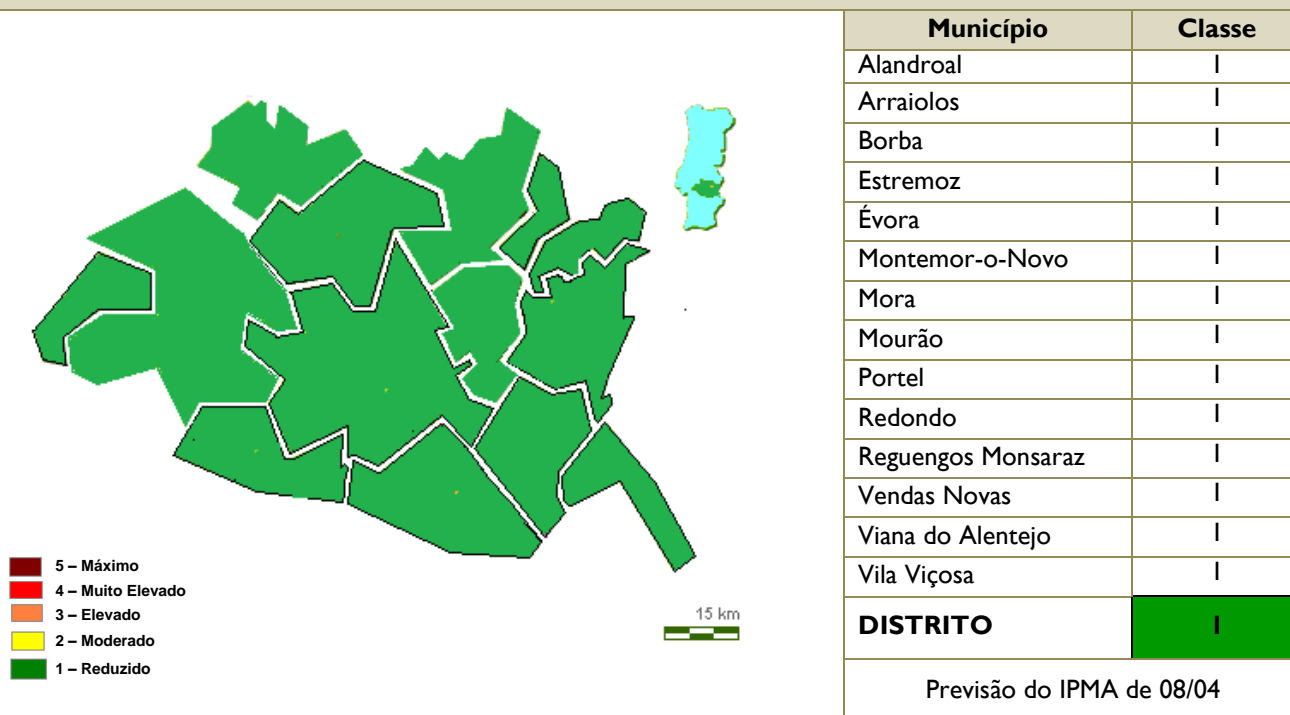 Município Classe
Alandroal 1
Arraiolos 1
Borba 1
Estremoz 1
Évora 1
Montemor-o-Novo 1
Mora 1
Mourão 1
Portel 1
Redondo 1
Reguengos Monsaraz 1
Vendas Novas 1
Viana do Alentejo 1
Vila Viçosa 1
DISTRITO 1
Previsão do IPMA de 08/04
5 – Máximo
4 – Muito Elevado
3 – Elevado
2 – Moderado
1 – Reduzido
15 km